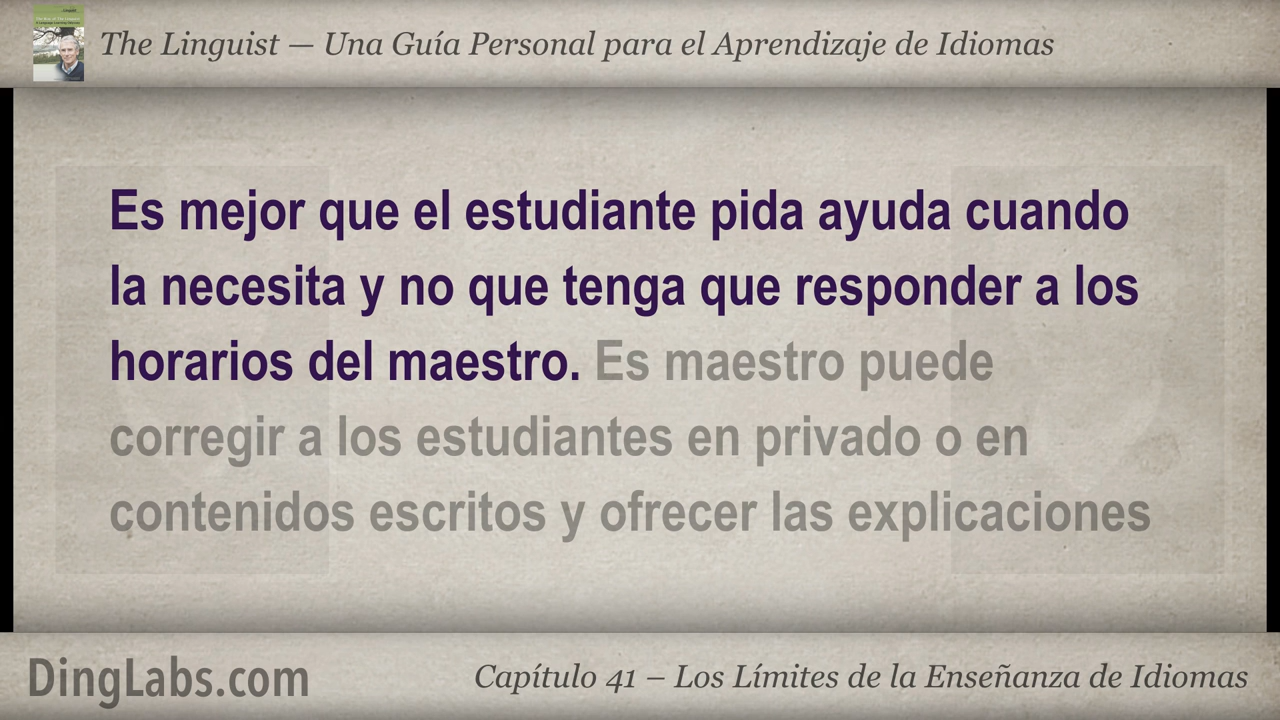 The Linguist — Una Guía Personal para el Aprendizaje de Idiomas
Es mejor que el estudiante pida ayuda cuando
la necesita y no que tenga que responder a los
horarios del maestro. Es maestro puede
corregir a los estudiantes en privado o en
contenidos escritos y ofrecer las explicaciones
DingLabs.com
Capítulo 41 – Los Límites de la Enseñanza de Idiomas